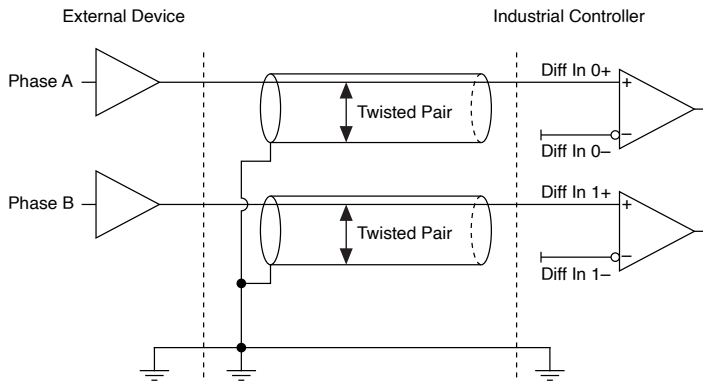 External Device
Industrial Controller
Phase A
Diff In 0+
+
Twisted Pair
–
Diff In 0–
Phase B
Diff In 1+
+
Twisted Pair
–
Diff In 1–